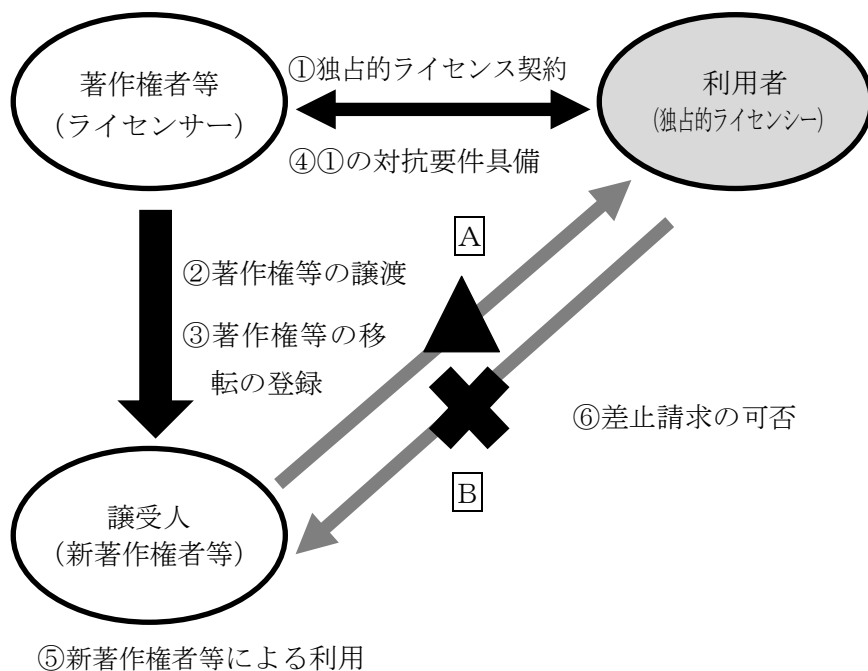 著作権者等
(ライセンサー)
①独占的ライセンス契約
利用者
(独占的ライセンシー)
④①の対抗要件具備
A
②著作権等の譲渡
③著作権等の移
転の登録
⑥差止請求の可否
B
譲受人
(新著作権者等)
⑤新著作権者等による利用